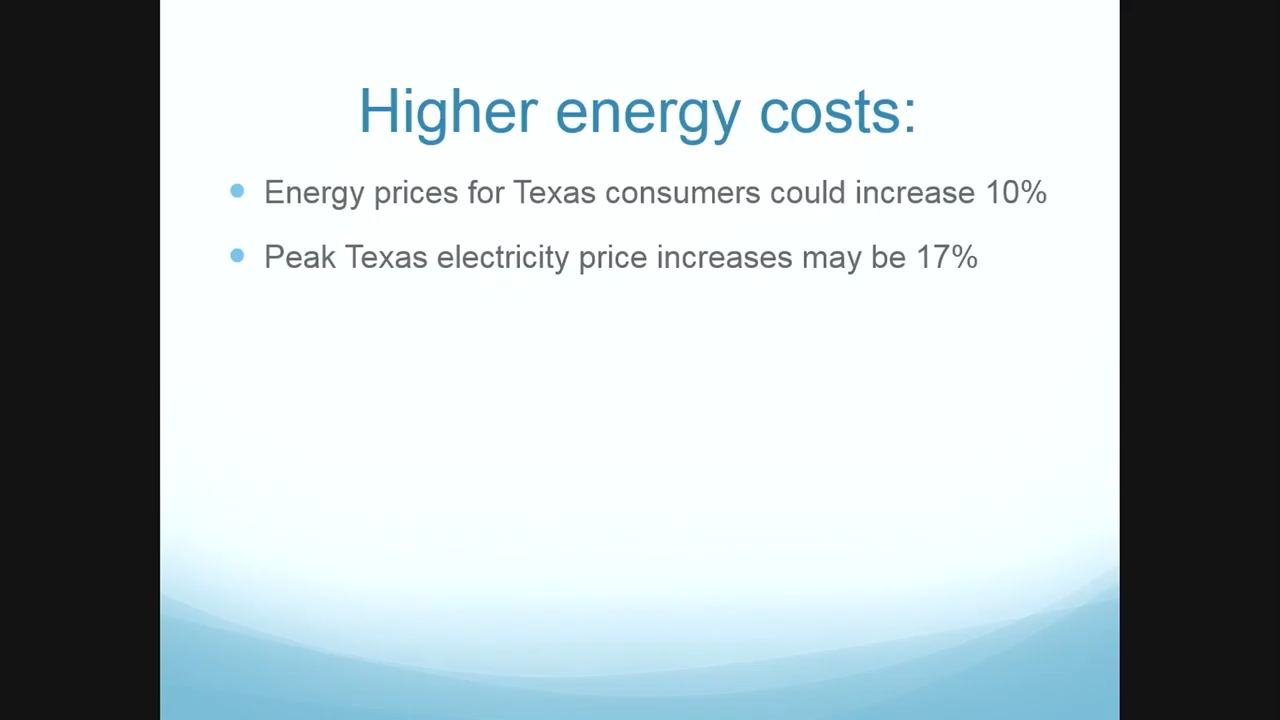 Higher energy costs:
Energy prices for Texas consumers could increase 10%
Peak Texas electricity price increases may be 17%